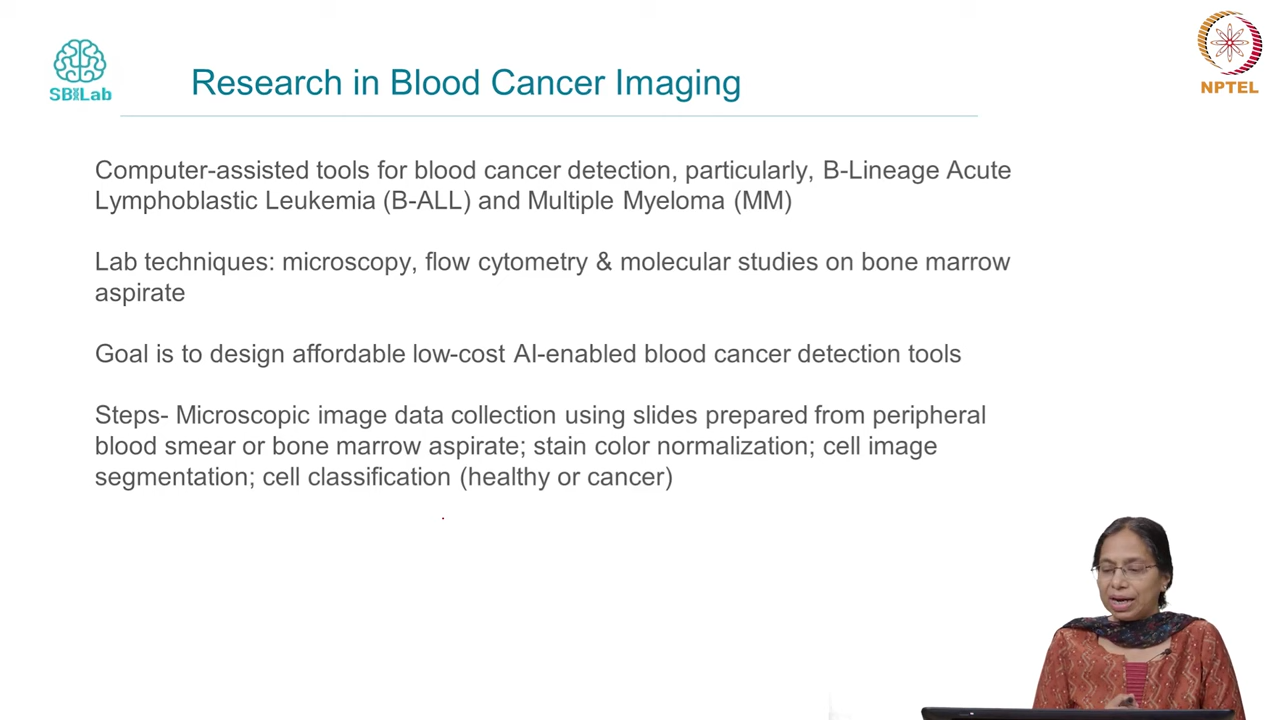 SBILab
Research in Blood Cancer Imaging
NPTEL
Computer-assisted tools for blood cancer detection, particularly, B-Lineage Acute
Lymphoblastic Leukemia (B-ALL) and Multiple Myeloma (MM)
Lab techniques: microscopy, flow cytometry & molecular studies on bone marrow
aspirate
Goal is to design affordable low-cost AI-enabled blood cancer detection tools
Steps- Microscopic image data collection using slides prepared from peripheral
blood smear or bone marrow aspirate; stain color normalization; cell image
segmentation; cell classification (healthy or cancer)